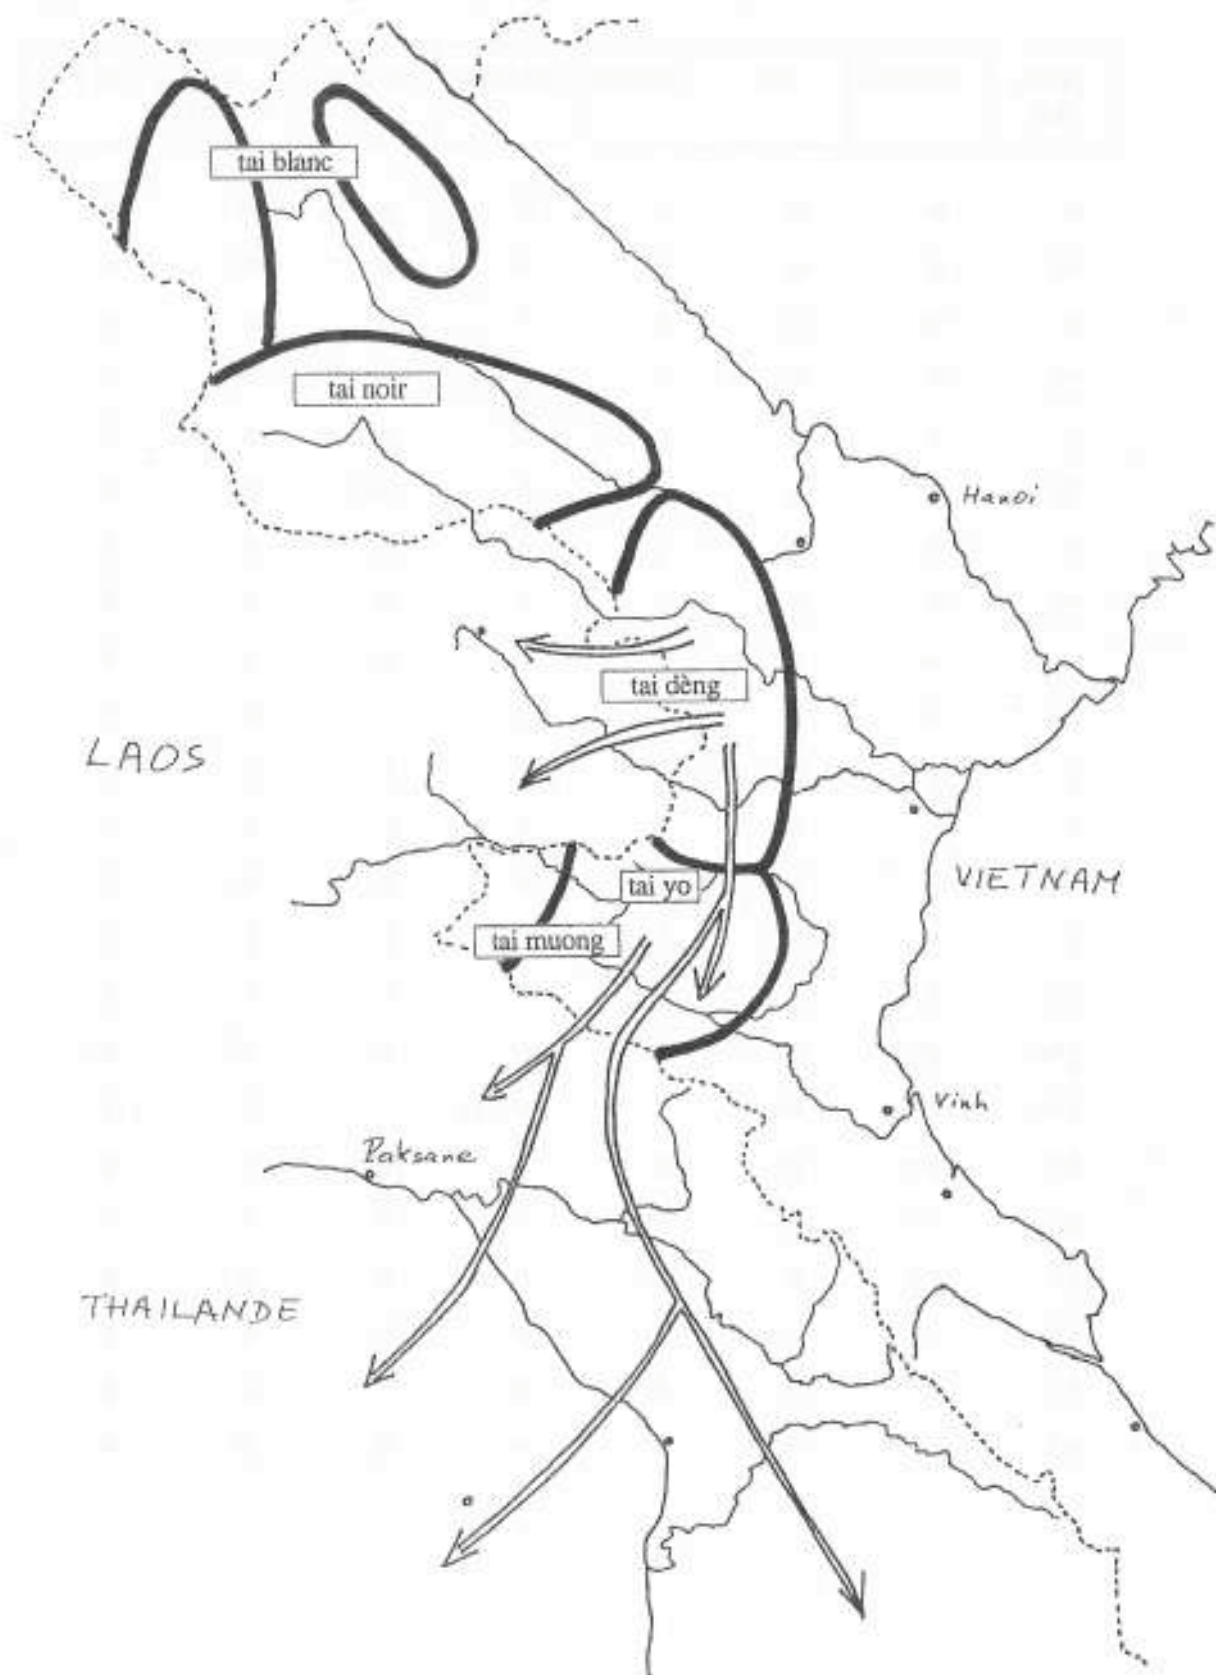 tai blanc
tai noir
Hanoi
tai dèng
LAOS
tai yo
VIETNAM
tai muong
Vinh
Paksane
THAILANDE